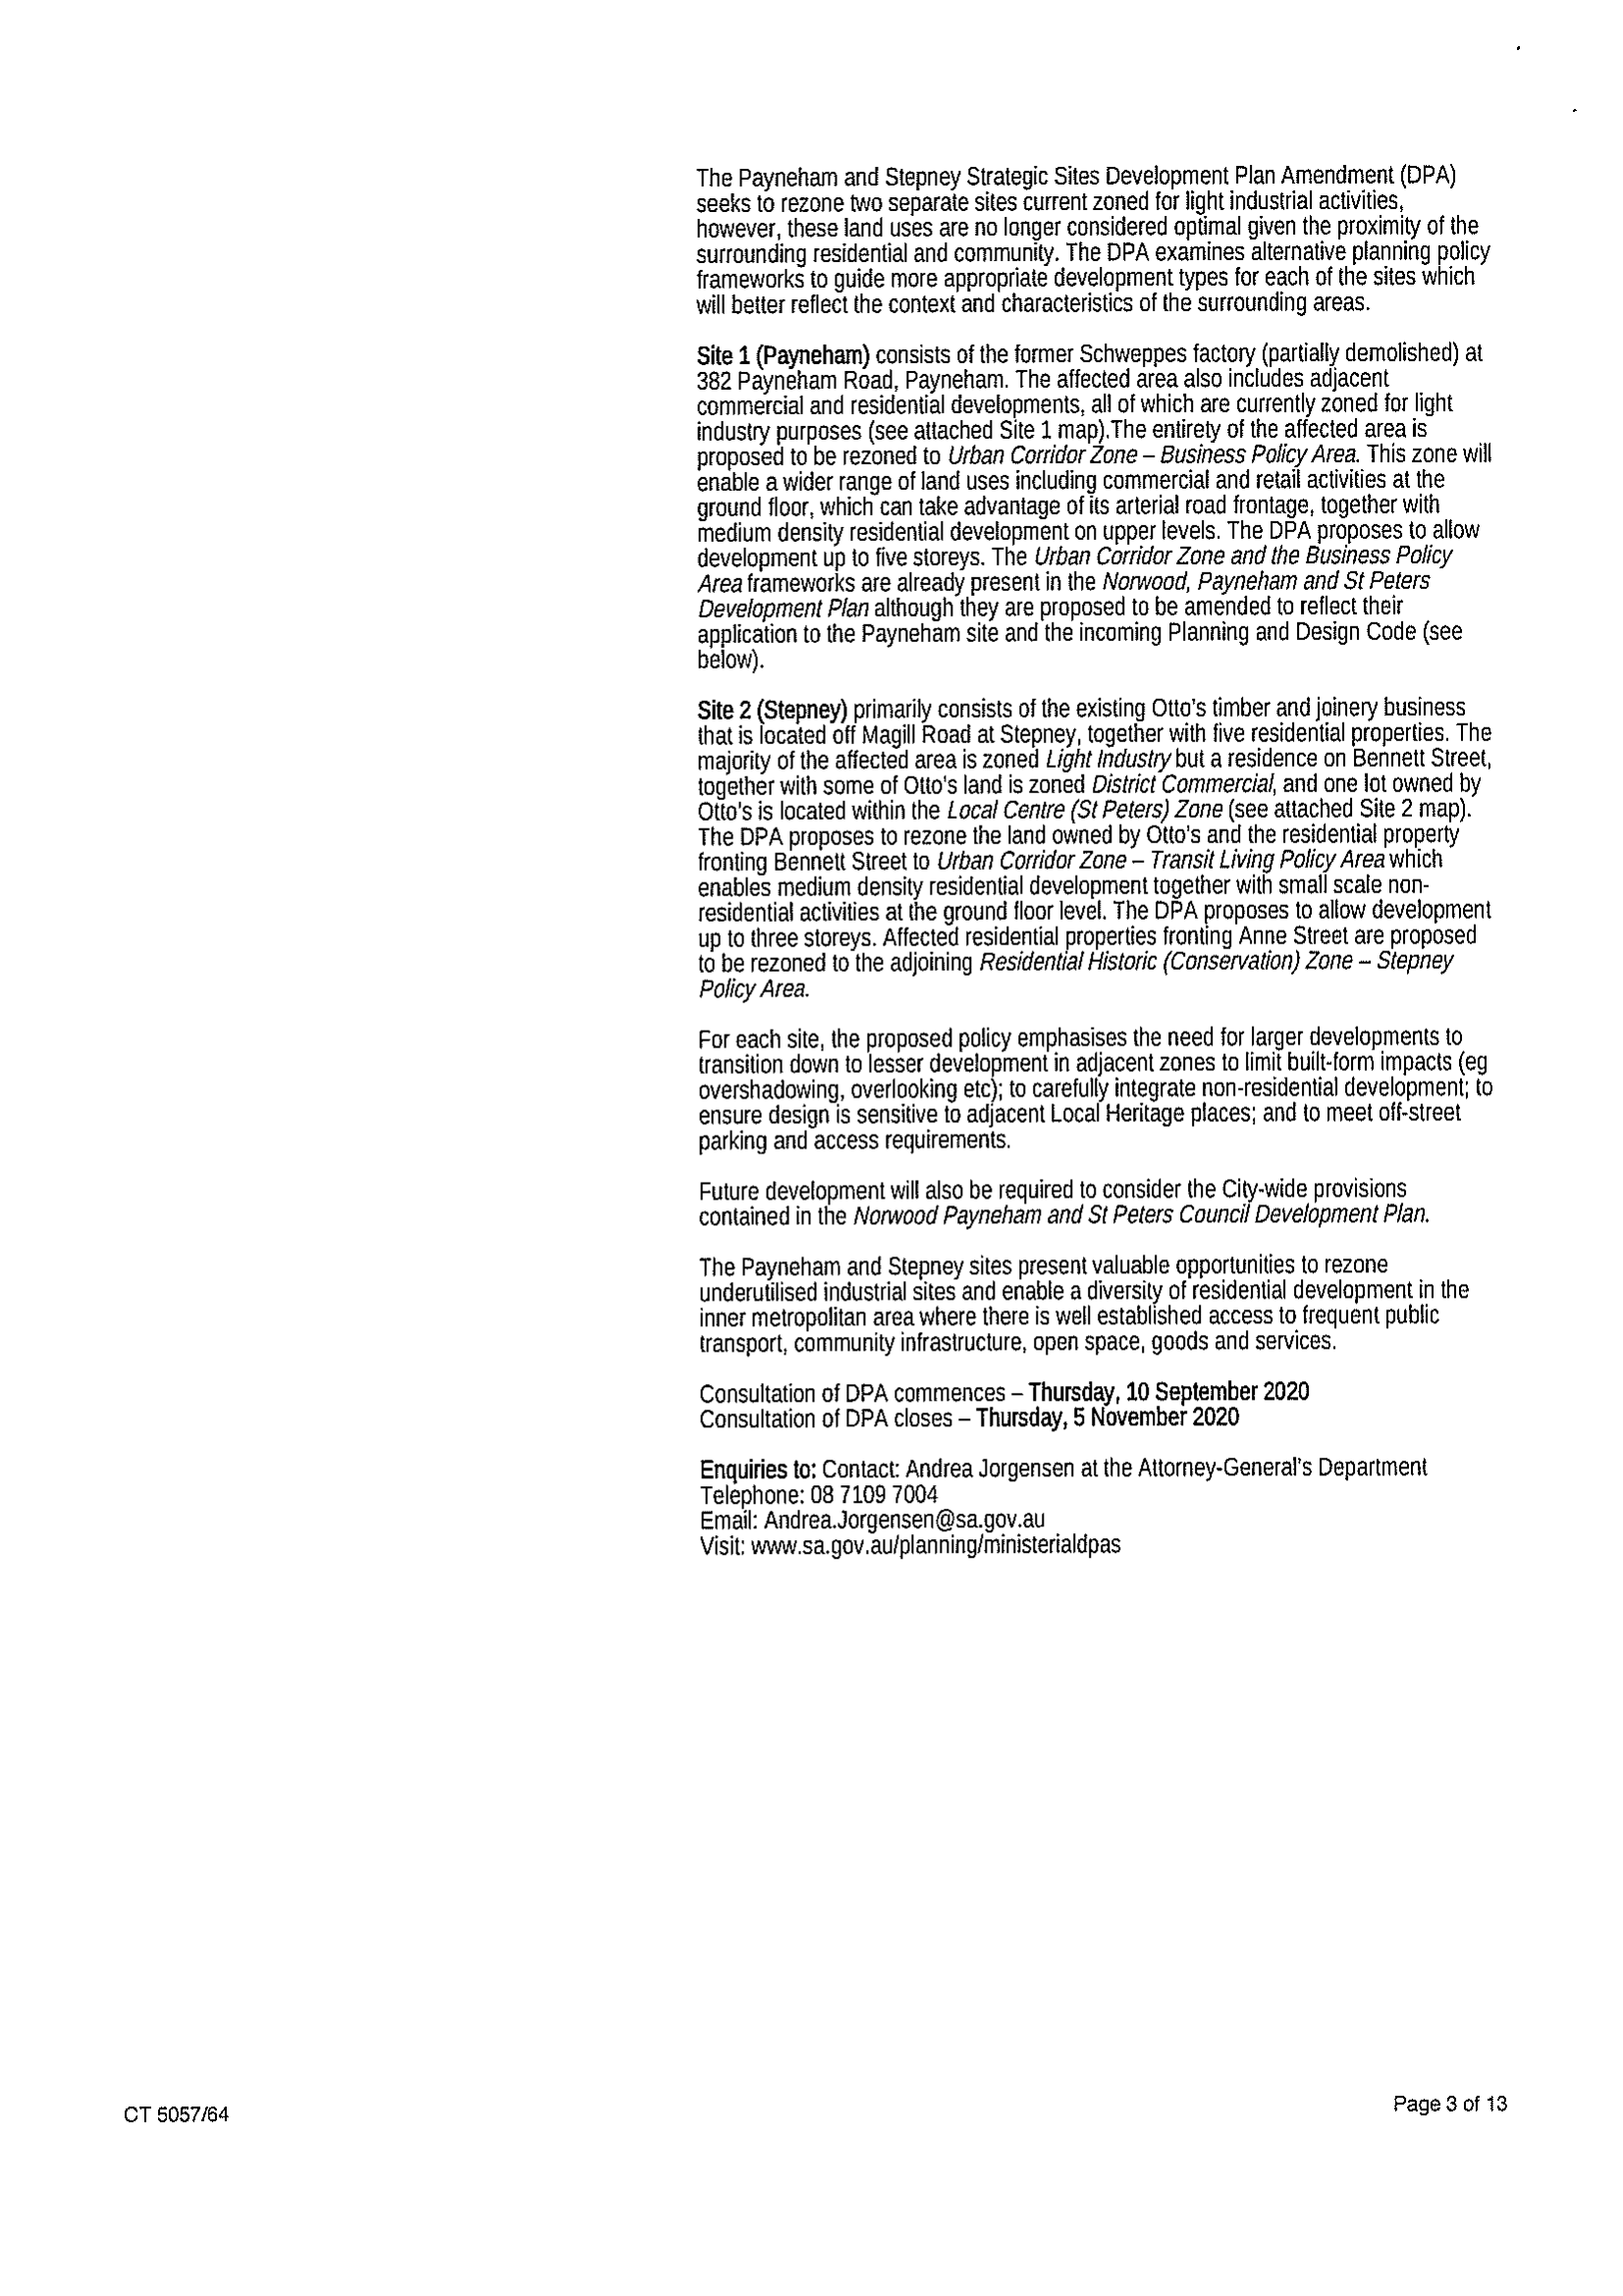 The Payneham and Stepney Strategic Sites Development Plan Amendment (DPA)
seeks to rezone two separate sites current zoned for light industrial activities,
however, these land uses are no longer considered optimal given the proximity of the
surrounding residential and community. The DPA examines alternative planning policy
frameworks to guide more appropriate development types for each of the sites which
will better reflect the context and characteristics of the surrounding areas.
Site 1 (Payneham) consists of the former Schweppes factory (partially demolished) at
382 Payneham Road, Payneham. The affected area also includes adjacent
commercial and residential developments, all of which are currently zoned for light
industry purposes (see attached Site 1 map).The entirety of the affected area is
proposed to be rezoned to Urban Corridor Zone – Business Policy Area. This zone will
enable a wider range of land uses including commercial and retail activities at the
ground floor, which can take advantage of its arterial road frontage, together with
medium density residential development on upper levels. The DPA proposes to allow
development up to five storeys. The Urban Corridor Zone and the Business Policy
Area frameworks are already present in the Norwood, Payneham and St Peters
Development Plan although they are proposed to be amended to reflect their
application to the Payneham site and the incoming Planning and Design Code (see
below).
Site 2 (Stepney) primarily consists of the existing Otto's timber and joinery business
that is located off Magill Road at Stepney, together with five residential properties. The
majority of the affected area is zoned Light Industry but a residence on Bennett Street,
together with some of Otto's land is zoned District Commercial, and one lot owned by
Otto's is located within the Local Centre (St Peters) Zone (see attached Site 2 map).
The DPA proposes to rezone the land owned by Otto's and the residential property
fronting Bennett Street to Urban Corridor Zone – Transit Living Policy Area which
enables medium density residential development together with small scale non-
residential activities at the ground floor level. The DPA proposes to allow development
up to three storeys. Affected residential properties fronting Anne Street are proposed
to be rezoned to the adjoining Residential Historic (Conservation) Zone – Stepney
Policy Area.
For each site, the proposed policy emphasises the need for larger developments to
transition down to lesser development in adjacent zones to limit built-form impacts (eg
overshadowing, overlooking etc); to carefully integrate non-residential development; to
ensure design is sensitive to adjacent Local Heritage places; and to meet off-street
parking and access requirements.
Future development will also be required to consider the City-wide provisions
contained in the Norwood Payneham and St Peters Council Development Plan.
The Payneham and Stepney sites present valuable opportunities to rezone
underutilised industrial sites and enable a diversity of residential development in the
inner metropolitan area where there is well established access to frequent public
transport, community infrastructure, open space, goods and services.
Consultation of DPA commences – Thursday, 10 September 2020
Consultation of DPA closes – Thursday, 5 November 2020
Enquiries to: Contact: Andrea Jorgensen at the Attorney-General's Department
Telephone: 08 7109 7004
Email: Andrea.Jorgensen@sa.gov.au
Visit: www.sa.gov.au/planning/ministerialdpas
CT 5057/64
Page 3 of 13